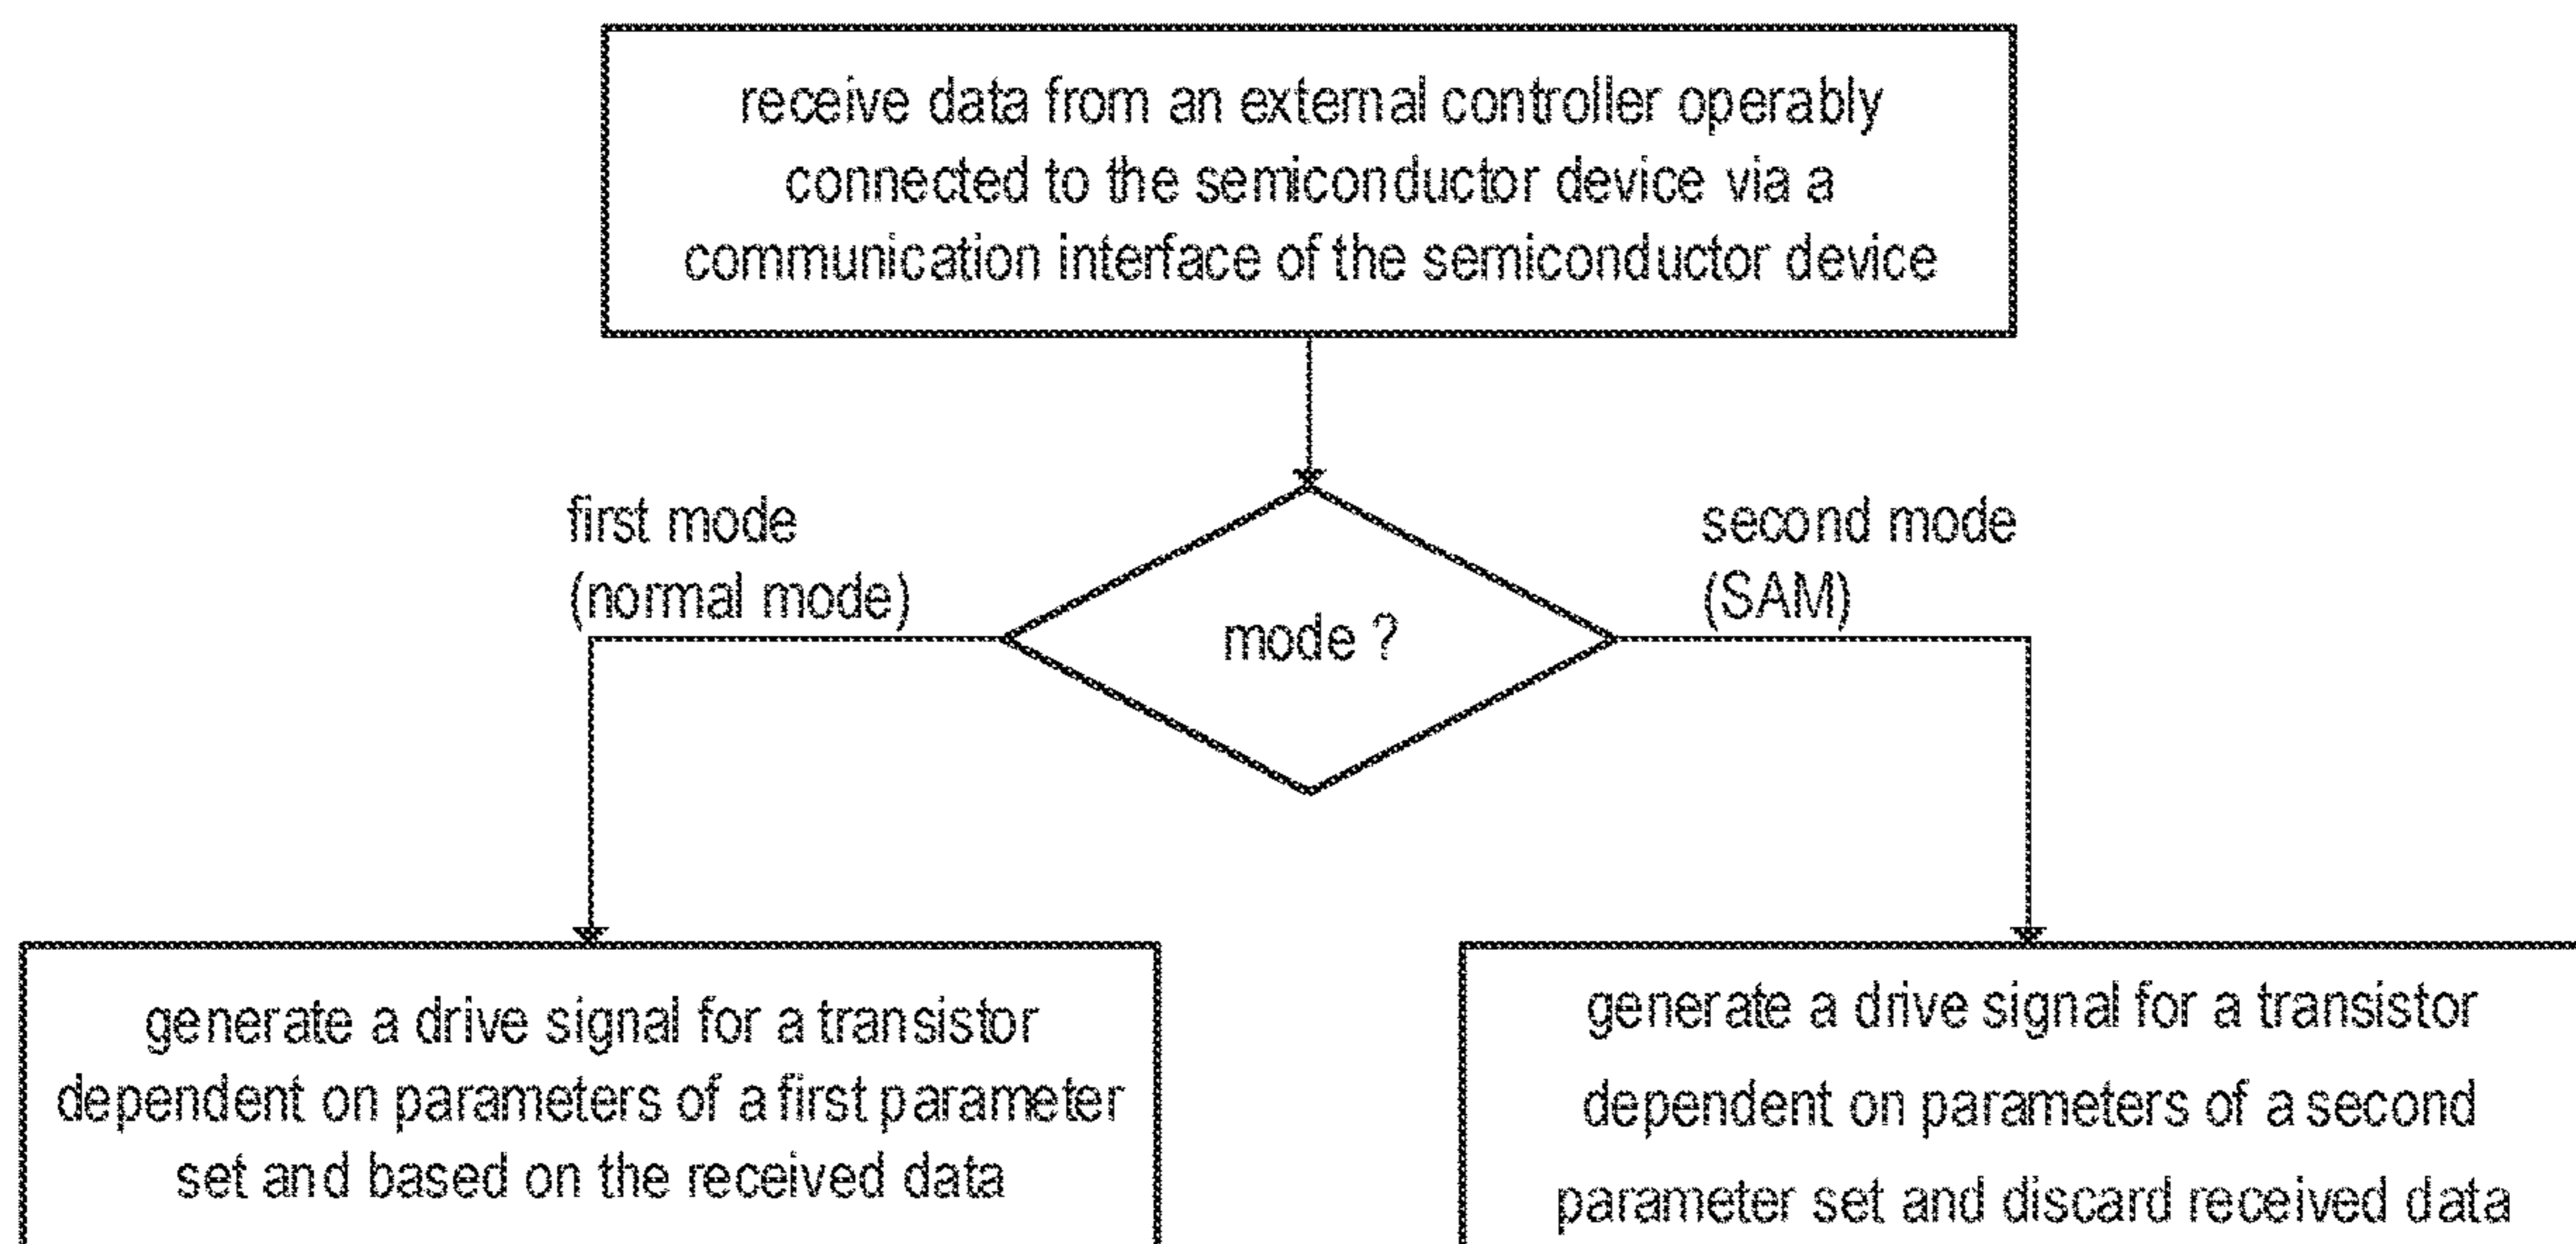 receive data from an external controller operably
connected to the semiconductor device via a
communication interface of the semiconductor device
first mode
(normal mode)
mode ?
second mode
(SAM)
generate a drive signal for a transistor
dependent on parameters of a first parameter
set and based on the received data
generate a drive signal for a transistor
dependent on parameters of a second
parameter set and discard received data